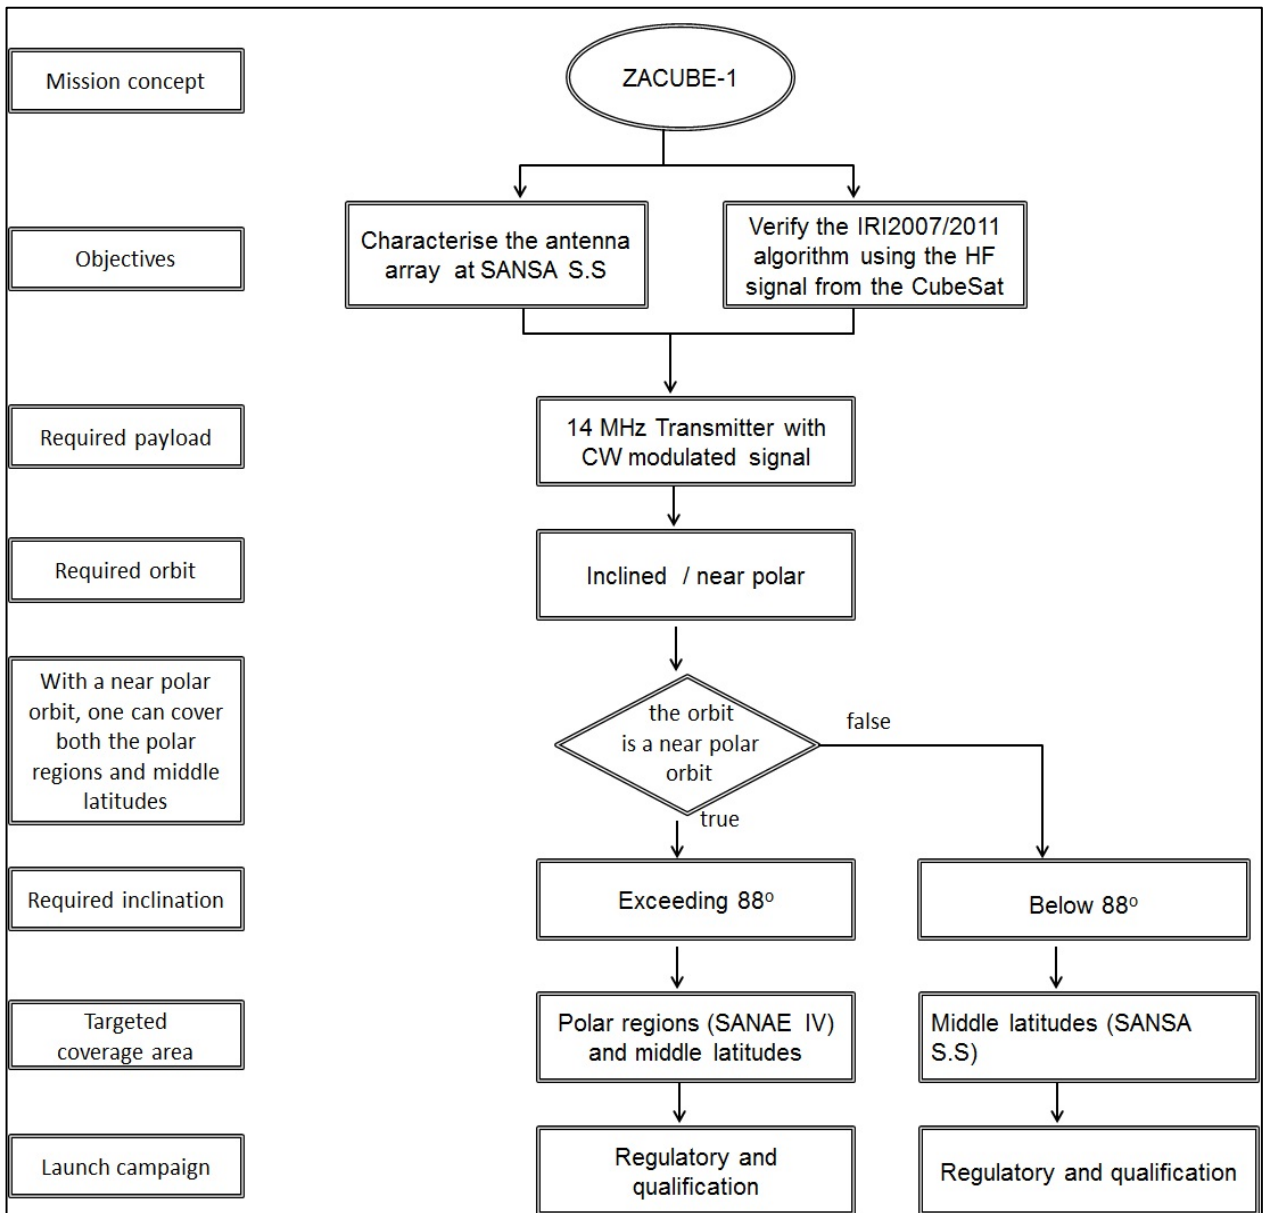 Mission concept
ZACUBE-1
Objectives
Characterise the antenna
array at SANSA S.S
Verify the IRI2007/2011
algorithm using the HF
signal from the CubeSat
Required payload
14 MHz Transmitter with
CW modulated signal
Required orbit
Inclined / near polar
With a near polar
orbit, one can cover
both the polar
regions and middle
latitudes
the orbit
is a near polar
orbit
false
true
Required inclination
Exceeding 88º
Below 88º
Targeted
coverage area
Polar regions (SANAE IV)
and middle latitudes
Middle latitudes (SANSA
S.S)
Launch campaign
Regulatory and
qualification
Regulatory and qualification